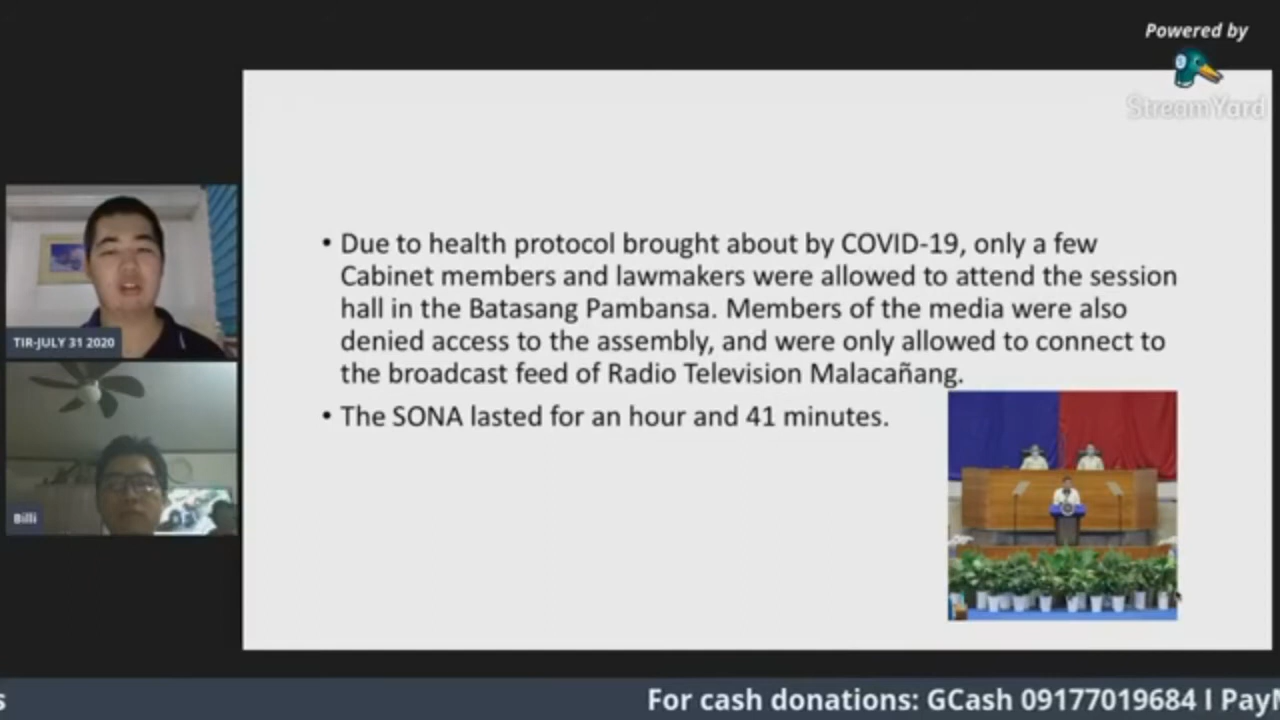 Powered by
StreamYard
• Due to health protocol brought about by COVID-19, only a few
Cabinet members and lawmakers were allowed to attend the session
hall in the Batasang Pambansa. Members of the media were also
denied access to the assembly, and were only allowed to connect to
the broadcast feed of Radio Television Malacañang.
• The SONA lasted for an hour and 41 minutes.
TIR-JULY 31 2020
Billi
s For cash donations: GCash 09177019684 I Pay